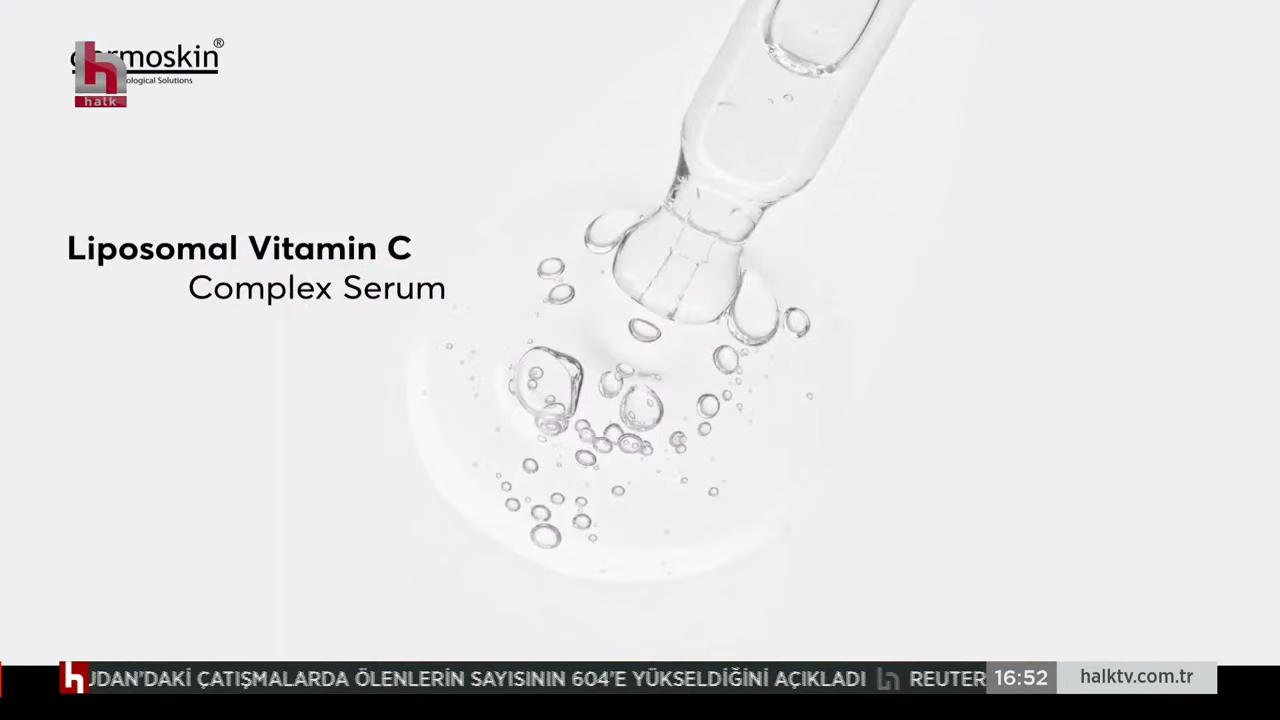 moskin®
ological Solutions
halk
Liposomal Vitamin C
Complex Serum
UDAN'DAKİ ÇATIŞMALARDA ÖLENLERİN SAYISININ 604'E YÜKSELDİĞİNİ AÇIKLADI REUTER
16:52
halktv.com.tr